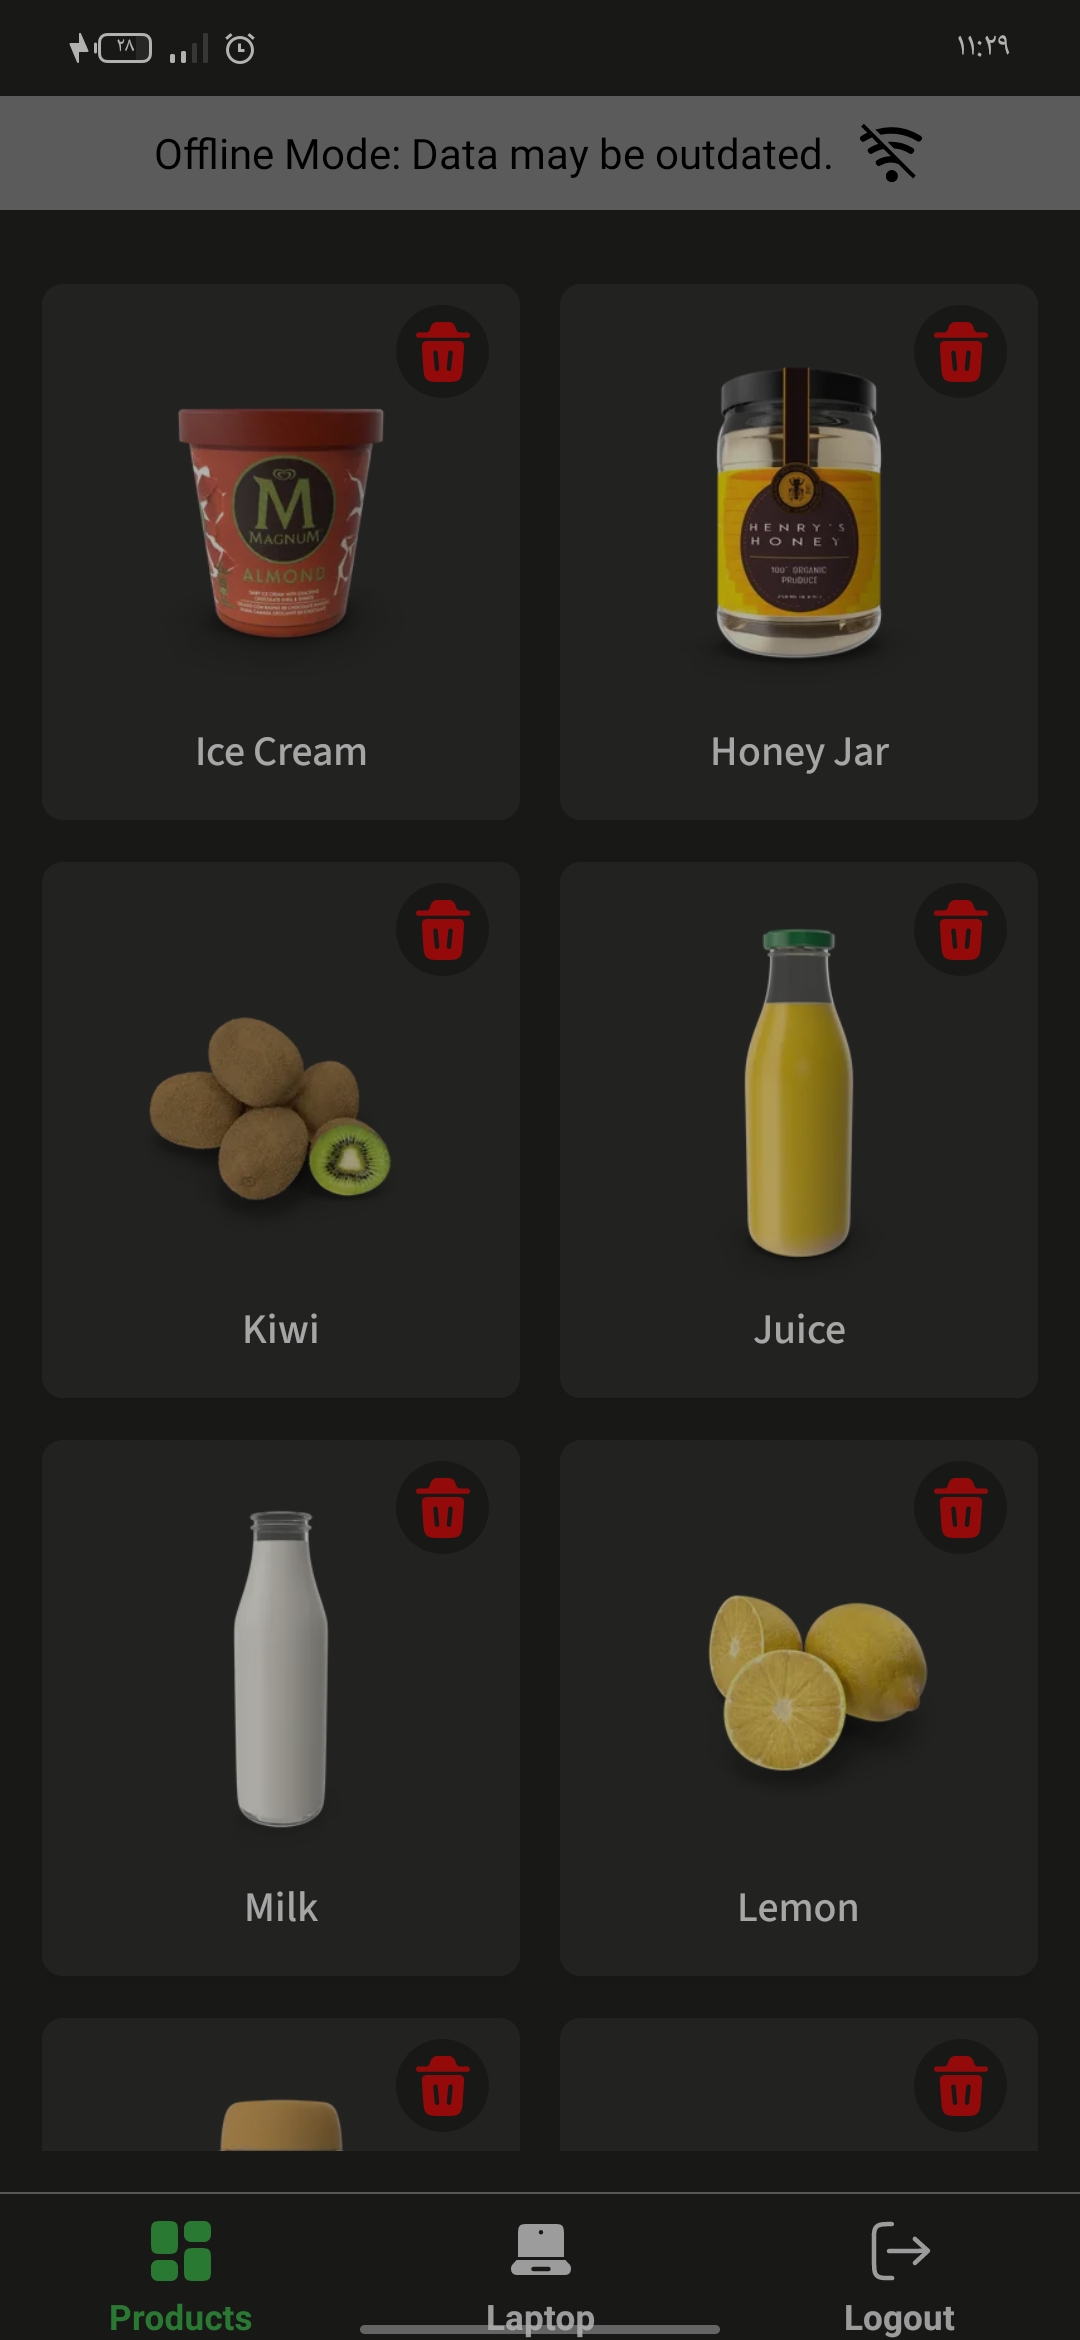 ٢٨
١١:٢٩
Offline Mode: Data may be outdated.
M
MAGNUM
ALMOND
HENRY'S
HONEY
100% ORGANIC
PRODUCE
Ice Cream
Honey Jar
Kiwi
Juice
Milk
Lemon
Products
Laptop
Logout